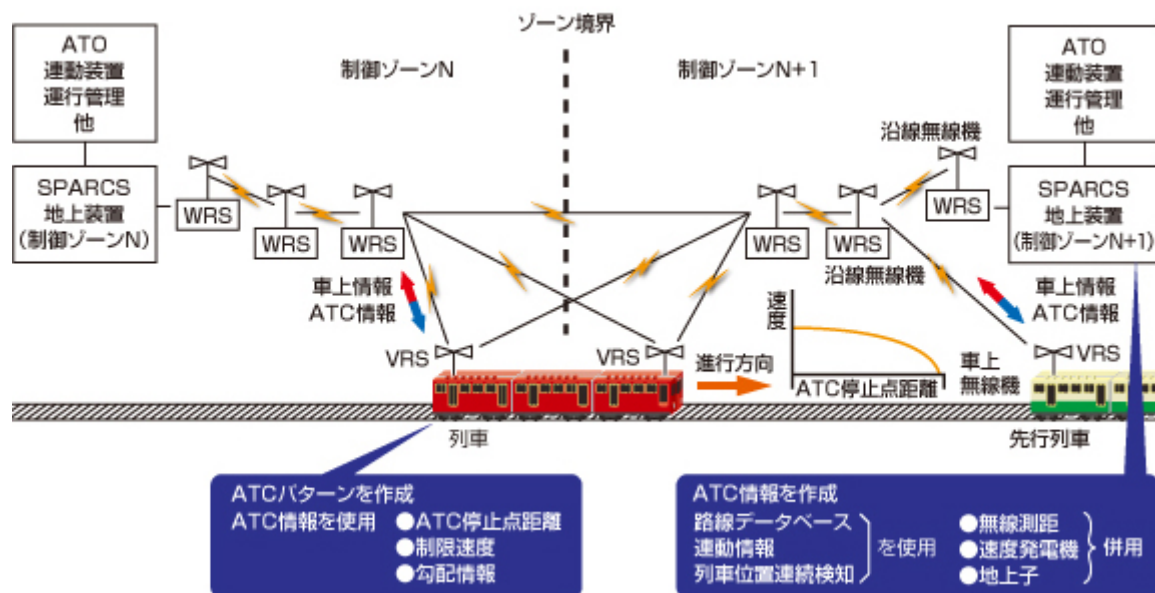 ゾーン境界
制御ゾーンN
制御ゾーンN+1
ATO
連動装置
運行管理
他
SPARCS
地上装置
(制御ゾーンN)
WRS
WRS
WRS
車上情報
ATC情報
VRS
VRS
進行方向
列車
WRS
WRS
沿線無線機
沿線無線機
WRS
ATO
連動装置
運行管理
他
SPARCS
地上装置
(制御ゾーンN+1)
車上情報
ATC情報
速度
ATC停止点距離
車上
無線機
VRS
先行列車
ATCパターンを作成
ATC情報を使用 ●ATC停止点距離
●制限速度
●勾配情報
ATC情報を作成
路線データベース
連動情報
列車位置連続検知
を使用
●無線測距
●速度発電機
●地上子
併用